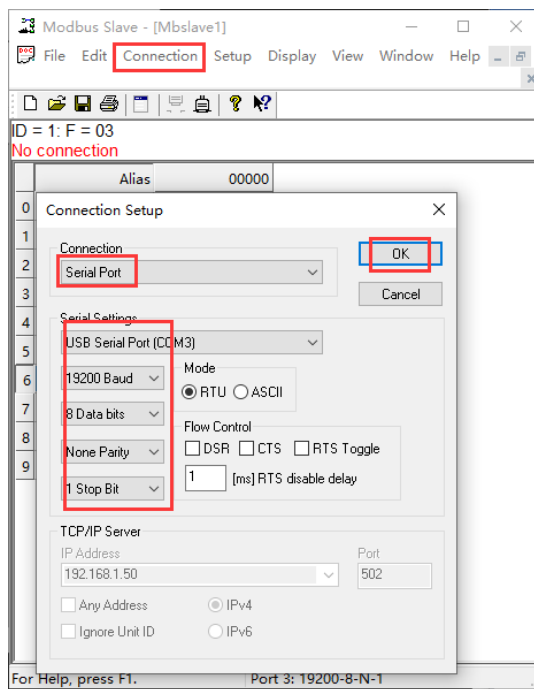 Modbus Slave - [Mbslave1]
File Edit Connection Setup Display View Window Help
ID = 1: F = 03
No connection
Alias 00000
0
1
2
3
4
5
6
7
8
9
Connection Setup
Connection
Serial Port
OK
Cancel
Serial Settings
USB Serial Port (COM3)
19200 Baud
8 Data bits
None Parity
1 Stop Bit
Mode
RTU ASCII
Flow Control
DSR CTS RTS Toggle
1 [ms] RTS disable delay
TCP/IP Server
IP Address Port
192.168.1.50 502
Any Address IPv4
Ignore Unit ID IPv6
For Help, press F1. Port 3: 19200-8-N-1